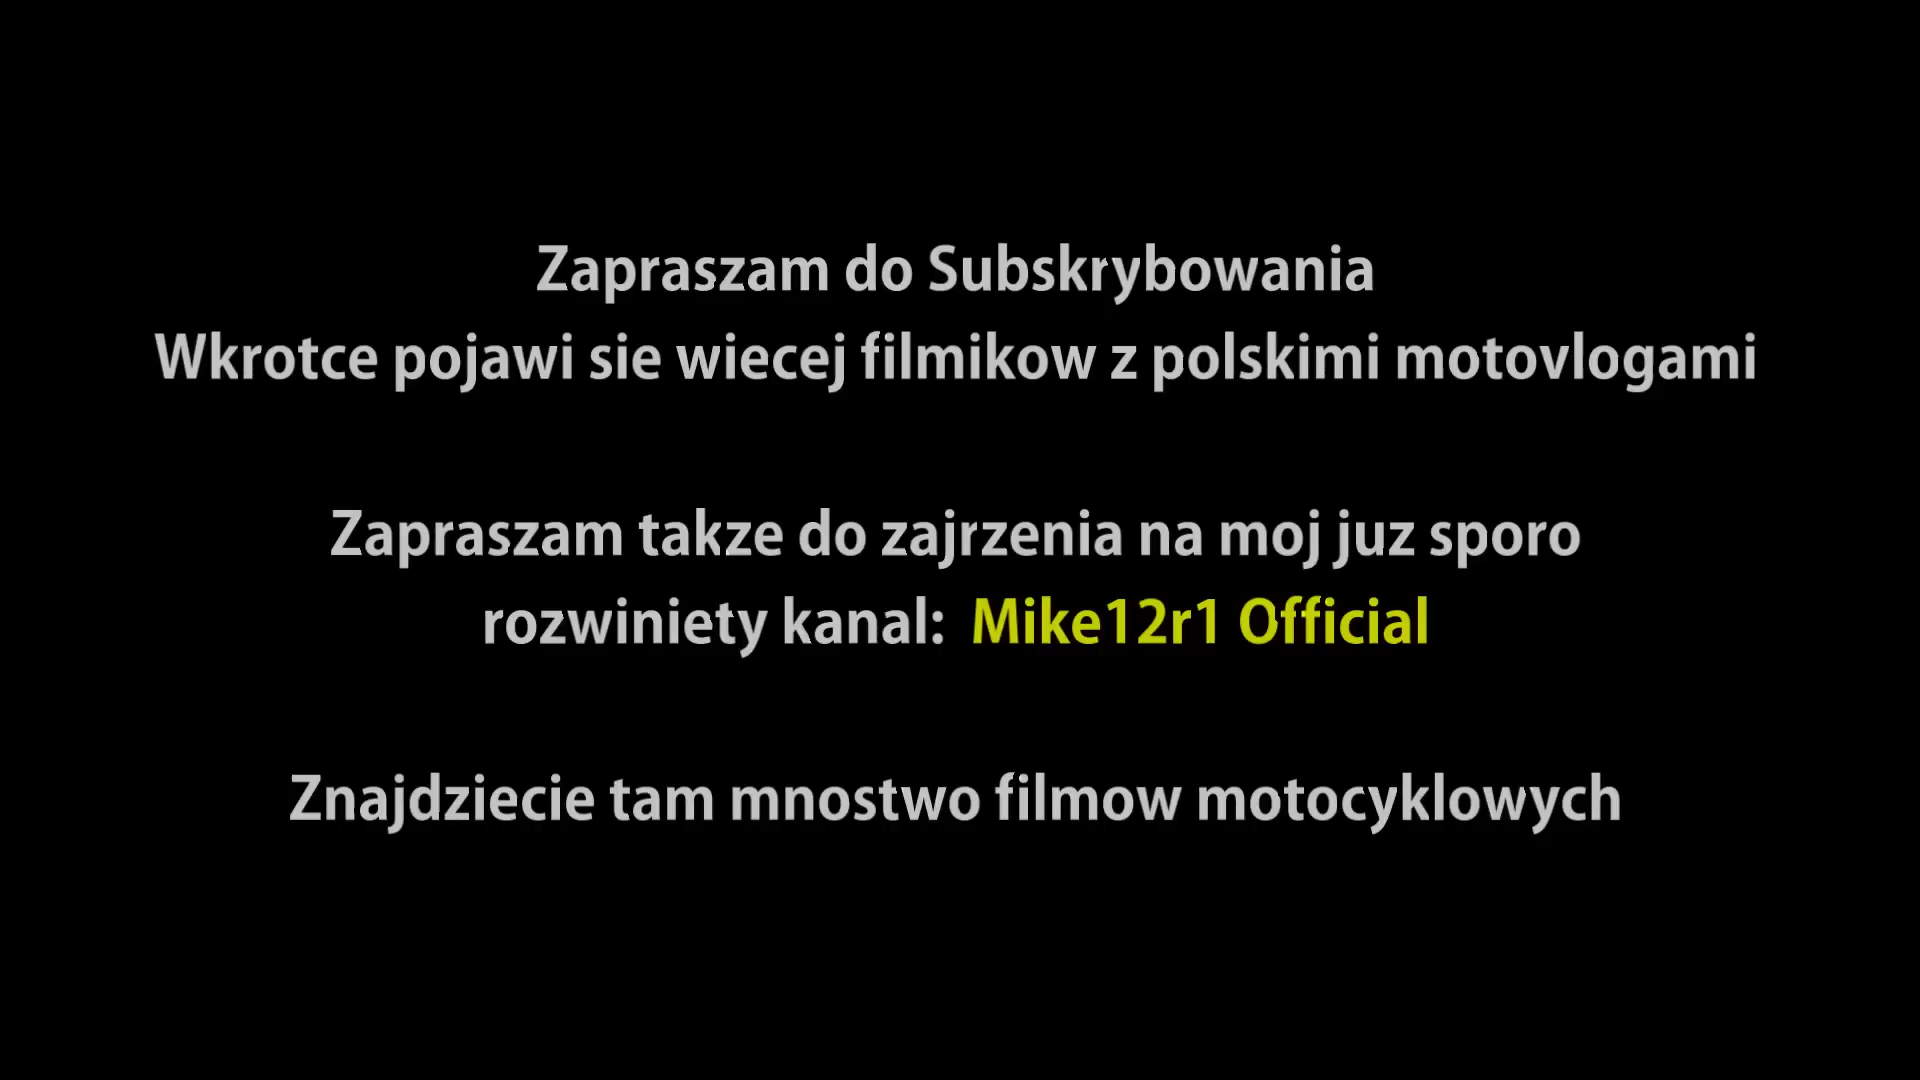 Zapraszam do Subskrybowania
Wkrotce pojawi sie wiecej filmikow z polskimi motovlogami
Zapraszam takze do zajrzenia na moj juz sporo
rozwiniety kanal: Mike12r1 Official
Znajdziecie tam mnostwo filmow motocyklowych